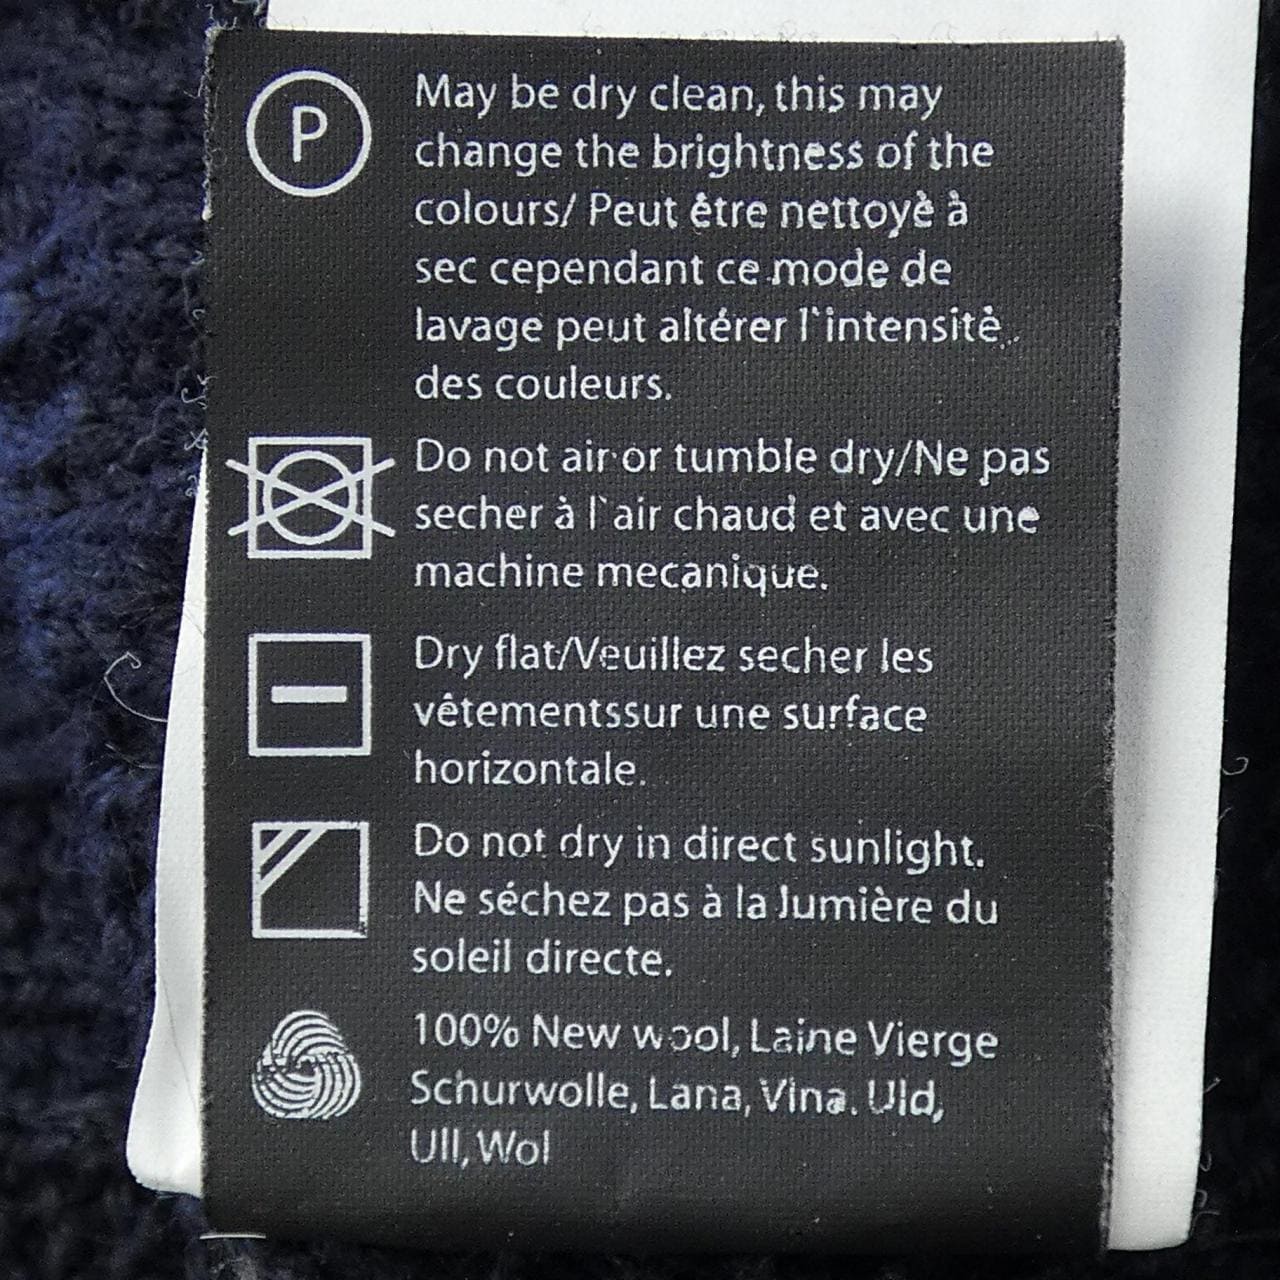 P
May be dry clean, this may
change the brightness of the
colours/ Peut être nettoyè à
sec cependant ce mode de
lavage peut altérer l`intensitè
des couleurs.
Do not air or tumble dry/Ne pas
secher à l`air chaud et avec une
machine mecanique.
Dry flat/Veuillez secher les
vêtementssur une surface
horizontale.
Do not dry in direct sunlight.
Ne séchez pas à la lumière du
soleil directe.
100% New wool, Laine Vierge
Schurwolle, Lana, Vlna. Uld,
Ull, Wol